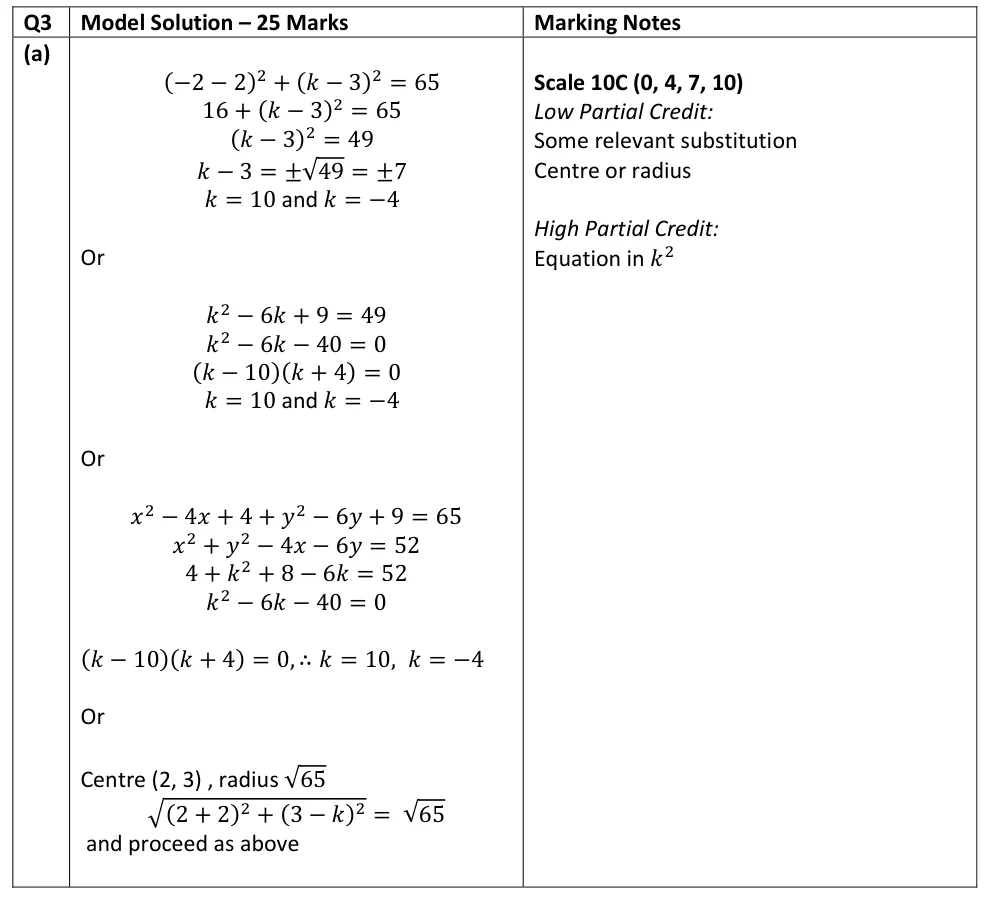 Q3 Model Solution – 25 Marks Marking Notes
(a)
(−2 − 2)² + (k − 3)² = 65
16 + (k − 3)² = 65
(k − 3)² = 49
k − 3 = ±√49 = ±7
k = 10 and k = −4
Or
k² − 6k + 9 = 49
k² − 6k − 40 = 0
(k − 10)(k + 4) = 0
k = 10 and k = −4
Or
x² − 4x + 4 + y² − 6y + 9 = 65
x² + y² − 4x − 6y = 52
4 + k² + 8 − 6k = 52
k² − 6k − 40 = 0
(k − 10)(k + 4) = 0, ∴ k = 10, k = −4
Or
Centre (2, 3) , radius √65
√((2 + 2)² + (3 − k)²) = √65
and proceed as above
Scale 10C (0, 4, 7, 10)
Low Partial Credit:
Some relevant substitution
Centre or radius
High Partial Credit:
Equation in k²